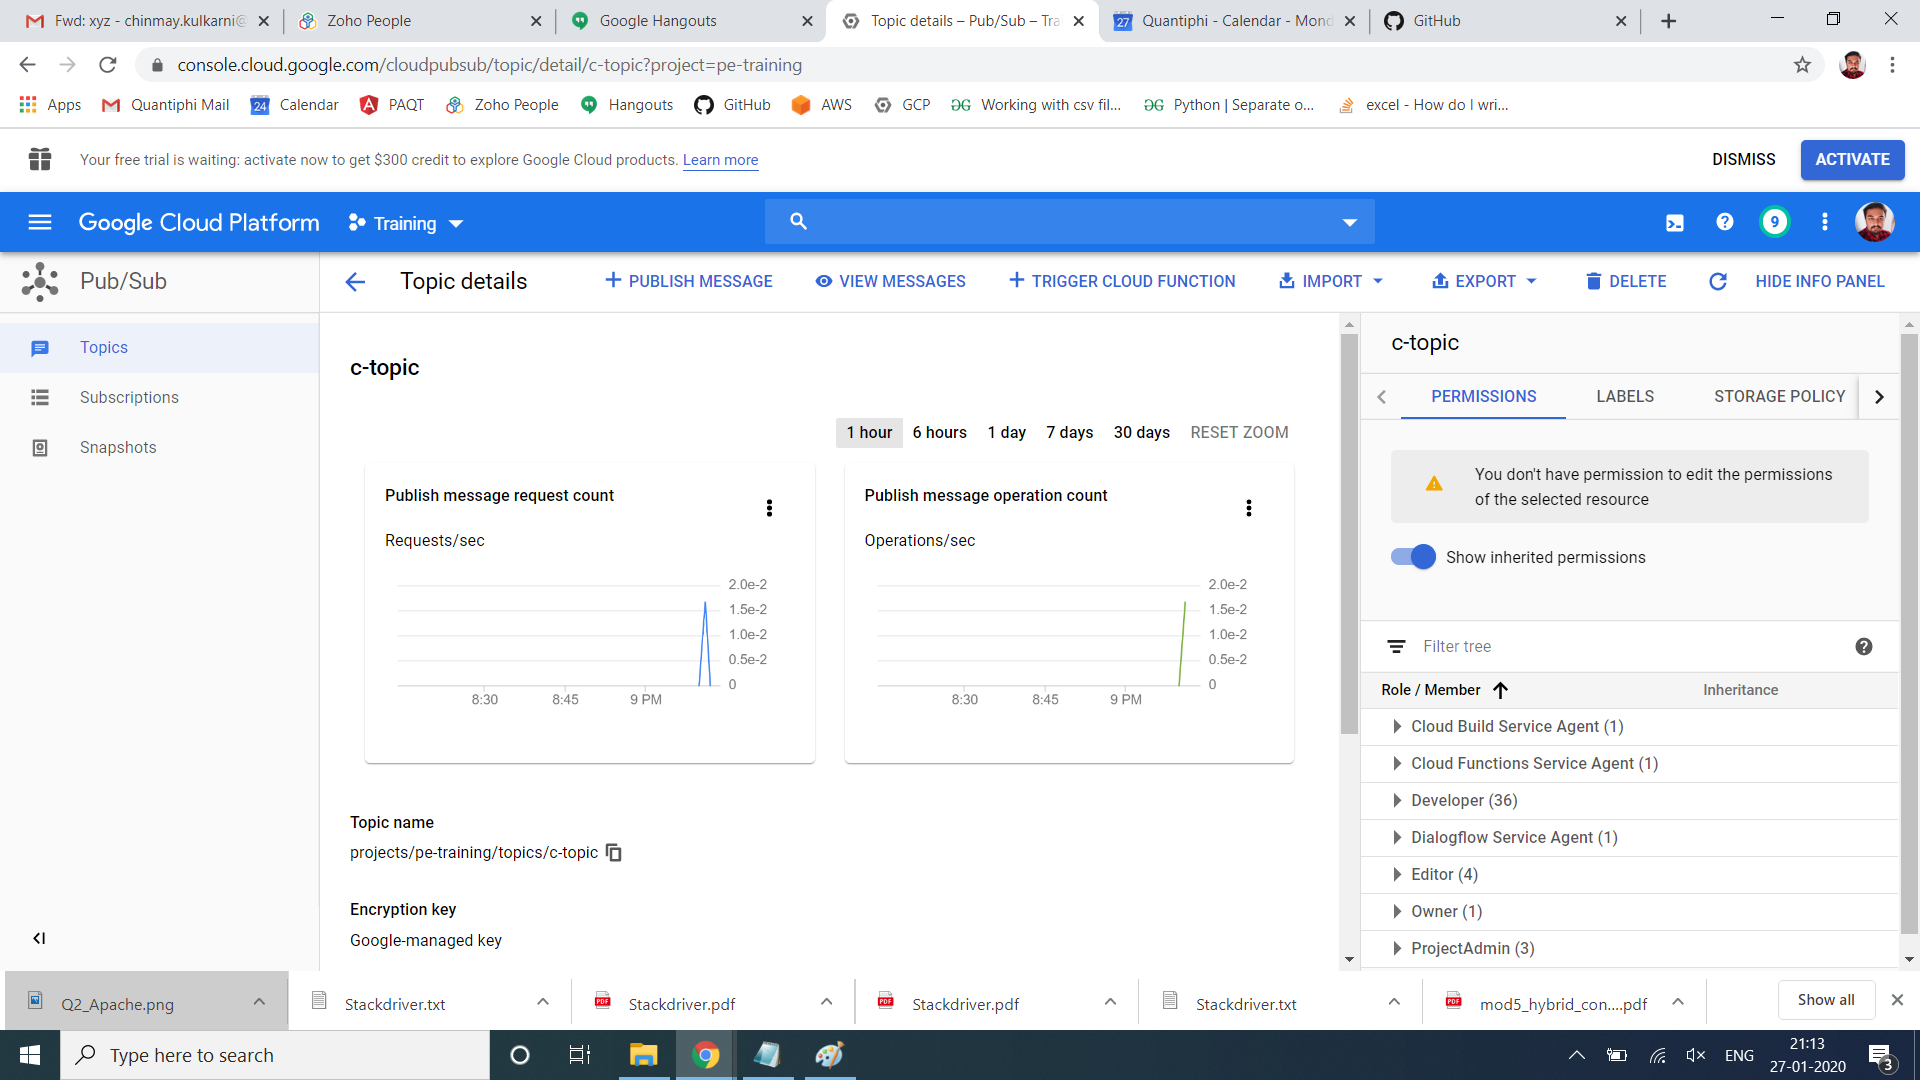 Fwd: xyz - chinmay.kulkarni@
Zoho People
Google Hangouts
Topic details – Pub/Sub – Tra
27
Quantiphi - Calendar - Mond
GitHub
console.cloud.google.com/cloudpubsub/topic/detail/c-topic?project=pe-training
Apps
Quantiphi Mail
24
Calendar
PAQT
Zoho People
Hangouts
GitHub
AWS
GCP
Working with csv fil...
Python | Separate o...
excel - How do I wri...
Your free trial is waiting: activate now to get $300 credit to explore Google Cloud products. Learn more
DISMISS
ACTIVATE
Google Cloud Platform
Training
9
Pub/Sub
Topic details
PUBLISH MESSAGE
VIEW MESSAGES
TRIGGER CLOUD FUNCTION
IMPORT
EXPORT
DELETE
HIDE INFO PANEL
Topics
Subscriptions
Snapshots
c-topic
1 hour
6 hours
1 day
7 days
30 days
RESET ZOOM
Publish message request count
Requests/sec
2.0e-2
1.5e-2
1.0e-2
0.5e-2
0
8:30
8:45
9 PM
Publish message operation count
Operations/sec
2.0e-2
1.5e-2
1.0e-2
0.5e-2
0
8:30
8:45
9 PM
Topic name
projects/pe-training/topics/c-topic
Encryption key
Google-managed key
c-topic
PERMISSIONS
LABELS
STORAGE POLICY
You don't have permission to edit the permissions
of the selected resource
Show inherited permissions
Filter tree
Role / Member
Inheritance
Cloud Build Service Agent (1)
Cloud Functions Service Agent (1)
Developer (36)
Dialogflow Service Agent (1)
Editor (4)
Owner (1)
ProjectAdmin (3)
Q2_Apache.png
Stackdriver.txt
PDF
Stackdriver.pdf
PDF
Stackdriver.pdf
Stackdriver.txt
PDF
mod5_hybrid_con....pdf
Show all
Type here to search
ENG
21:13
27-01-2020
3